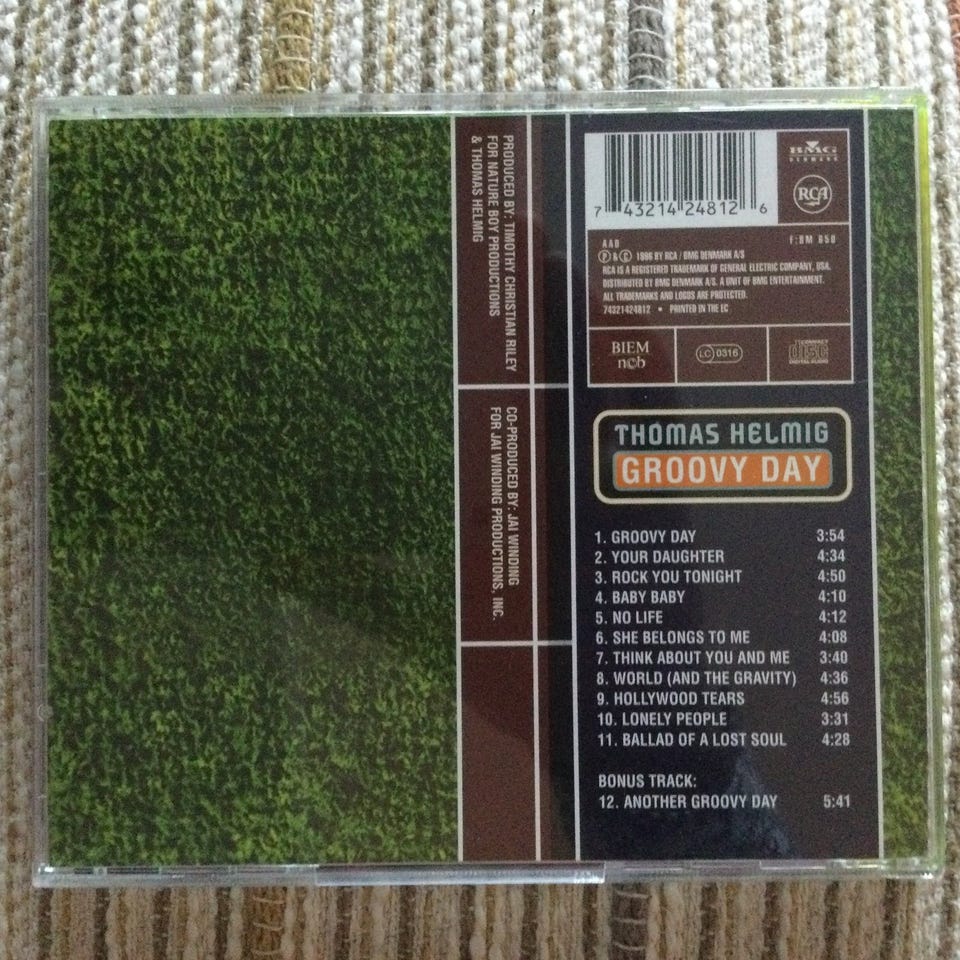 PRODUCED BY: TIMOTHY CHRISTIAN RILEY
FOR NATURE BOY PRODUCTIONS
& THOMAS HELMIG
CO-PRODUCED BY: JAI WINDING
FOR JAI WINDING PRODUCTIONS, INC.
7 43214 24812 6
BMG
DENMARK
RCA
F:BM 650
AAD
℗ & © 1996 BY RCA / BMG DENMARK A/S
RCA IS A REGISTERED TRADEMARK OF GENERAL ELECTRIC COMPANY, USA.
DISTRIBUTED BY BMG DENMARK A/S. A UNIT OF BMG ENTERTAINMENT.
ALL TRADEMARKS AND LOGOS ARE PROTECTED.
74321424812 • PRINTED IN THE EC
BIEM
ncb
LC 0316
COMPACT
disc
DIGITAL AUDIO
THOMAS HELMIG
GROOVY DAY
1. GROOVY DAY 3:54
2. YOUR DAUGHTER 4:34
3. ROCK YOU TONIGHT 4:50
4. BABY BABY 4:10
5. NO LIFE 4:12
6. SHE BELONGS TO ME 4:08
7. THINK ABOUT YOU AND ME 3:40
8. WORLD (AND THE GRAVITY) 4:36
9. HOLLYWOOD TEARS 4:56
10. LONELY PEOPLE 3:31
11. BALLAD OF A LOST SOUL 4:28
BONUS TRACK:
12. ANOTHER GROOVY DAY 5:41